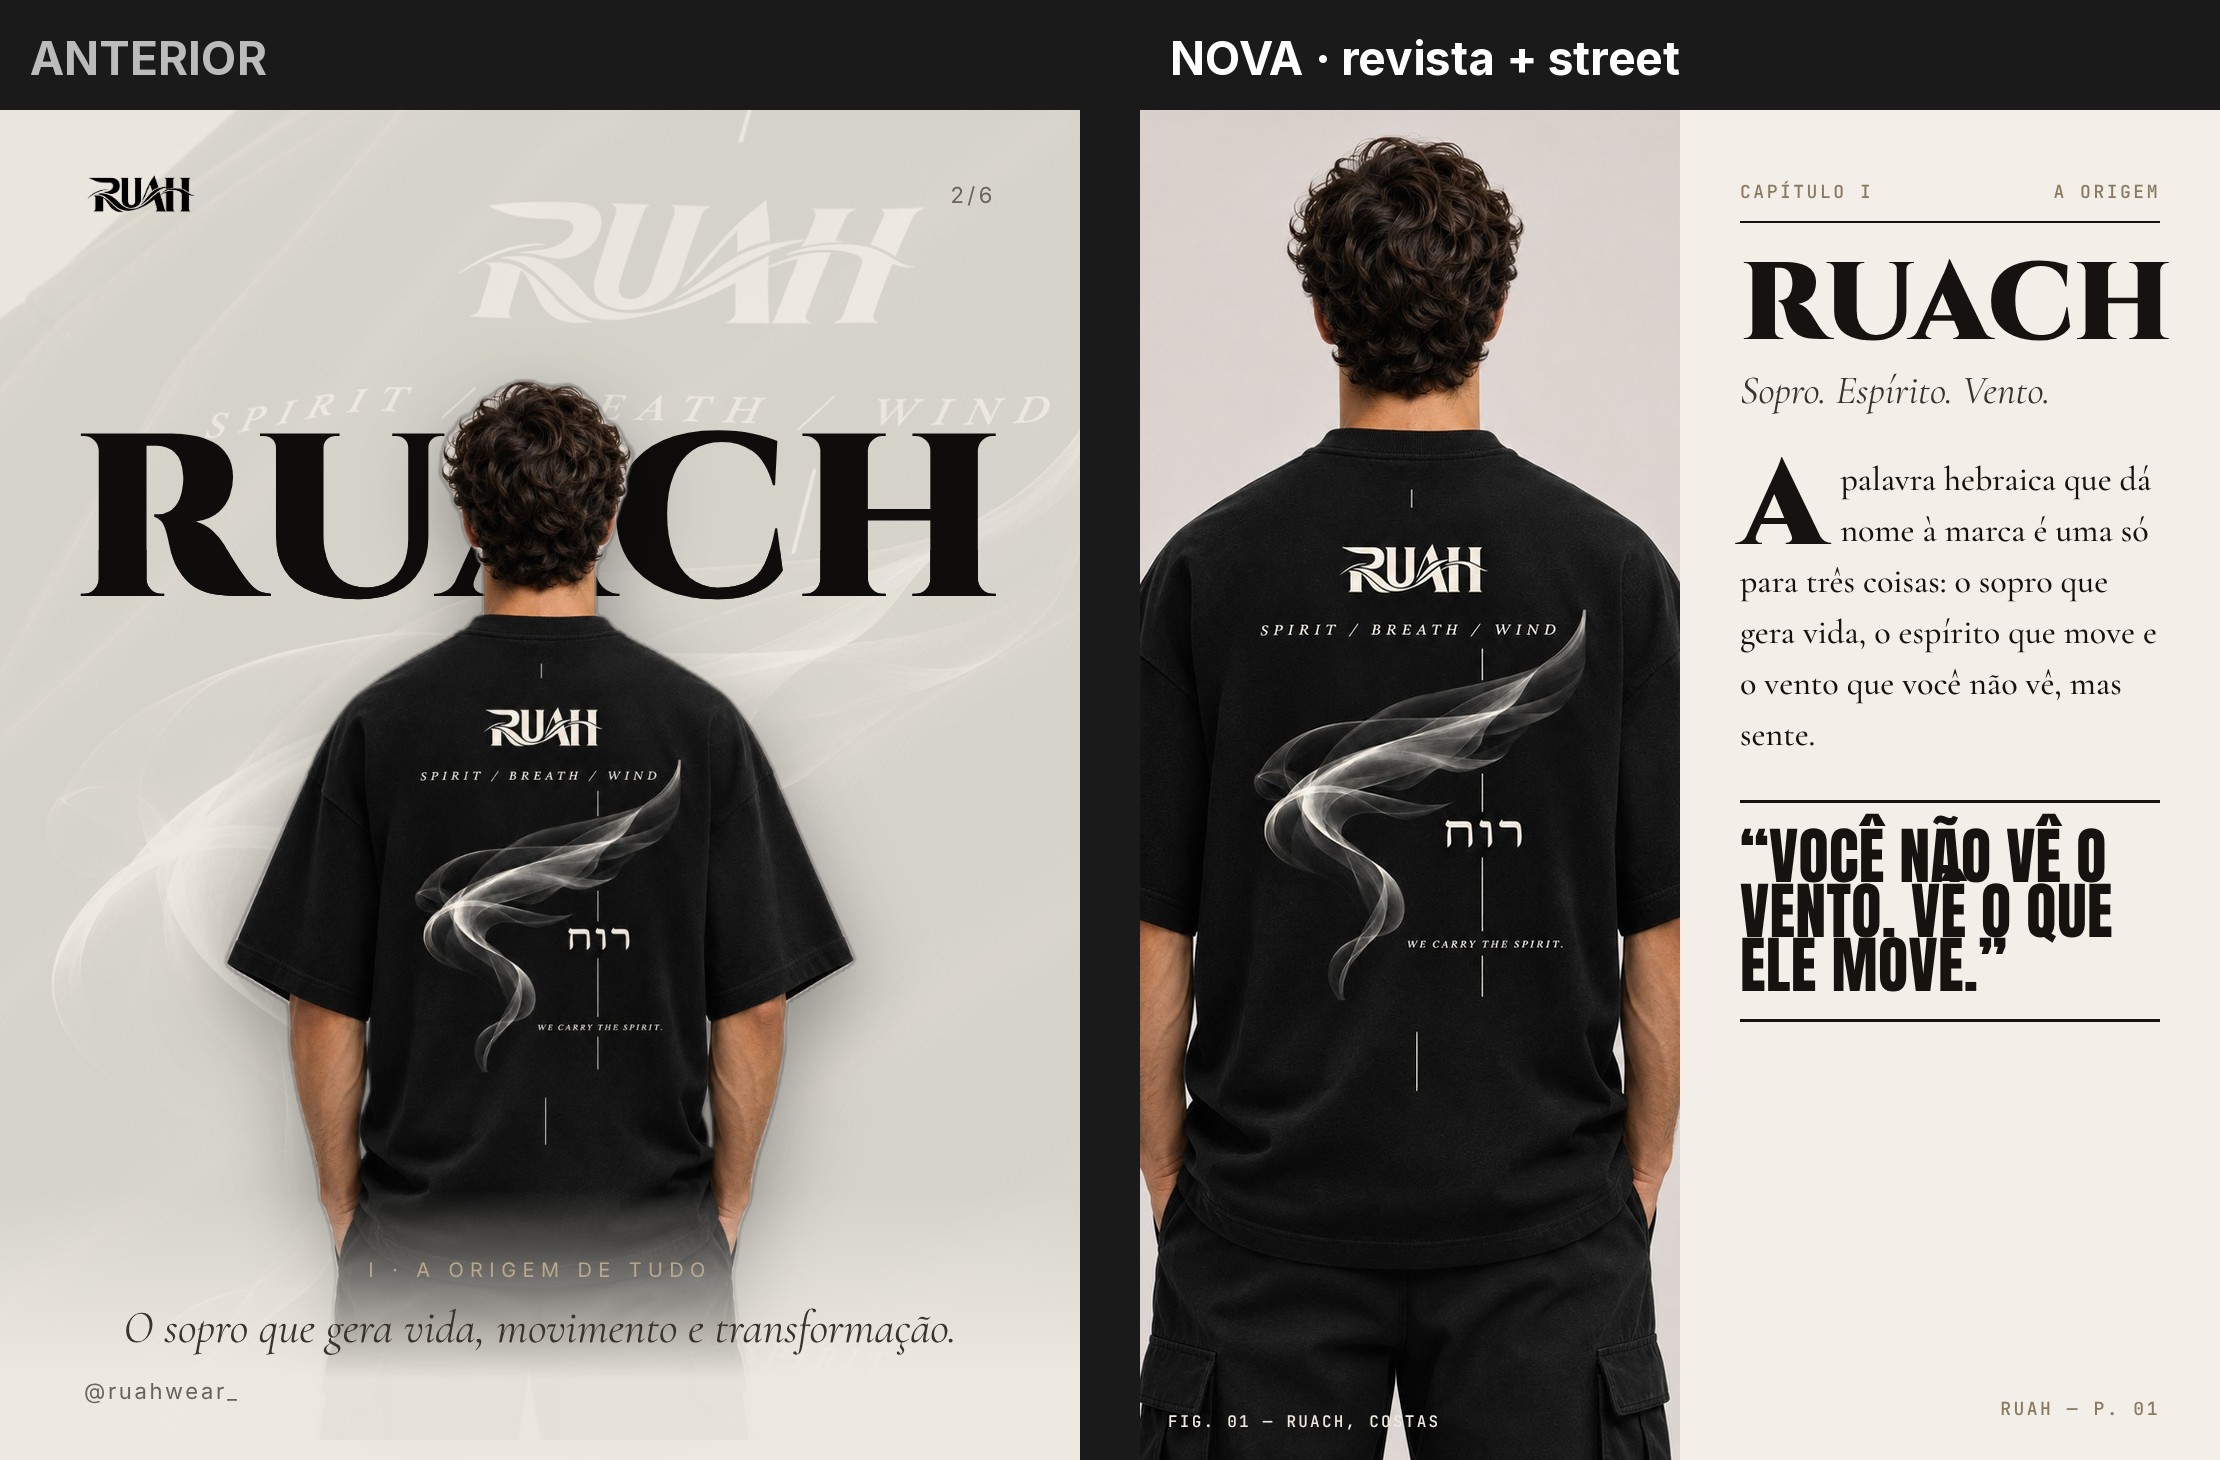 ANTERIOR
NOVA · revista + street
RUAH
2/6
RUAH
SPIRIT / BREATH / WIND
RUACH
RUAH
SPIRIT / BREATH / WIND
רוח
WE CARRY THE SPIRIT.
I · A ORIGEM DE TUDO
O sopro que gera vida, movimento e transformação.
@ruahwear_
RUAH
SPIRIT / BREATH / WIND
רוח
WE CARRY THE SPIRIT.
FIG. 01 — RUACH, COSTAS
CAPÍTULO I A ORIGEM
RUACH
Sopro. Espírito. Vento.
A palavra hebraica que dá
nome à marca é uma só
para três coisas: o sopro que
gera vida, o espírito que move e
o vento que você não vê, mas
sente.
“VOCÊ NÃO VÊ O
VENTO. VÊ O QUE
ELE MOVE.”
RUAH — P. 01